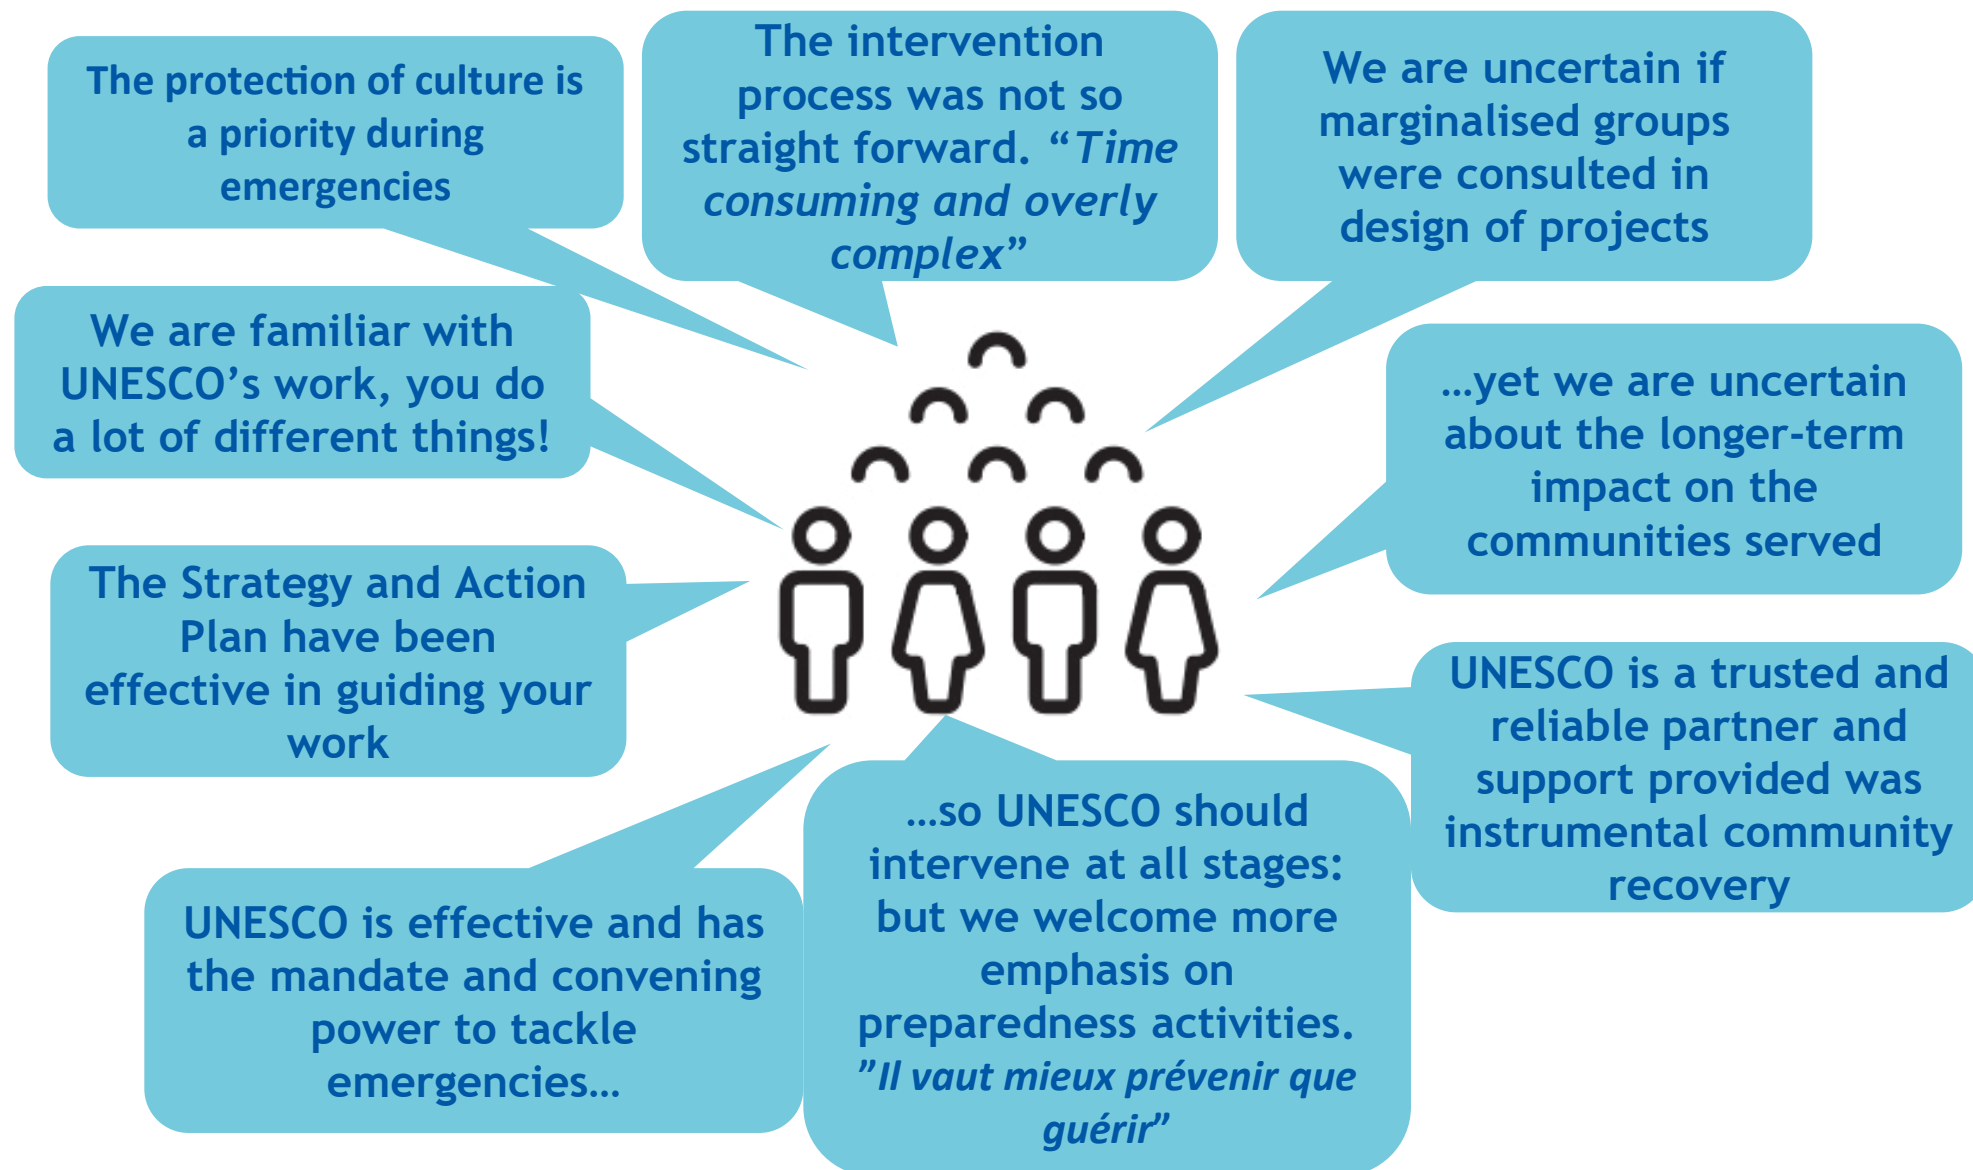 The protection of culture is
a priority during
emergencies
The intervention
process was not so
straight forward. “Time
consuming and overly
complex”
We are uncertain if
marginalised groups
were consulted in
design of projects
We are familiar with
UNESCO’s work, you do
a lot of different things!
…yet we are uncertain
about the longer-term
impact on the
communities served
The Strategy and Action
Plan have been
effective in guiding your
work
UNESCO is a trusted and
reliable partner and
support provided was
instrumental community
recovery
UNESCO is effective and has
the mandate and convening
power to tackle
emergencies…
…so UNESCO should
intervene at all stages:
but we welcome more
emphasis on
preparedness activities.
”Il vaut mieux prévenir que
guérir”